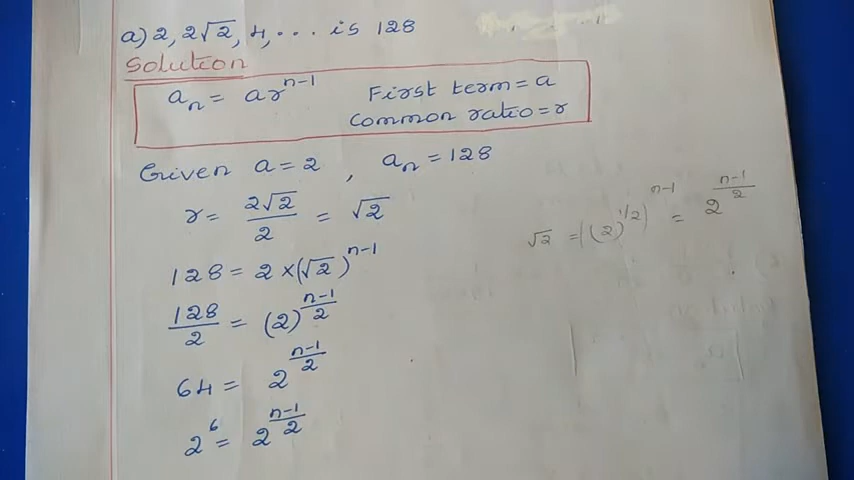 a) 2, 2√2, 4, ... is 128
Solution
aₙ = arⁿ⁻¹ First term = a
Common ratio = r
Given a = 2 , aₙ = 128
r = 2√2/2 = √2
√2 = ((2)^1/2)^n-1 = 2^(n-1/2)
128 = 2 × (√2)ⁿ⁻¹
128/2 = (2)^(n-1/2)
64 = 2^(n-1/2)
2⁶ = 2^(n-1/2)